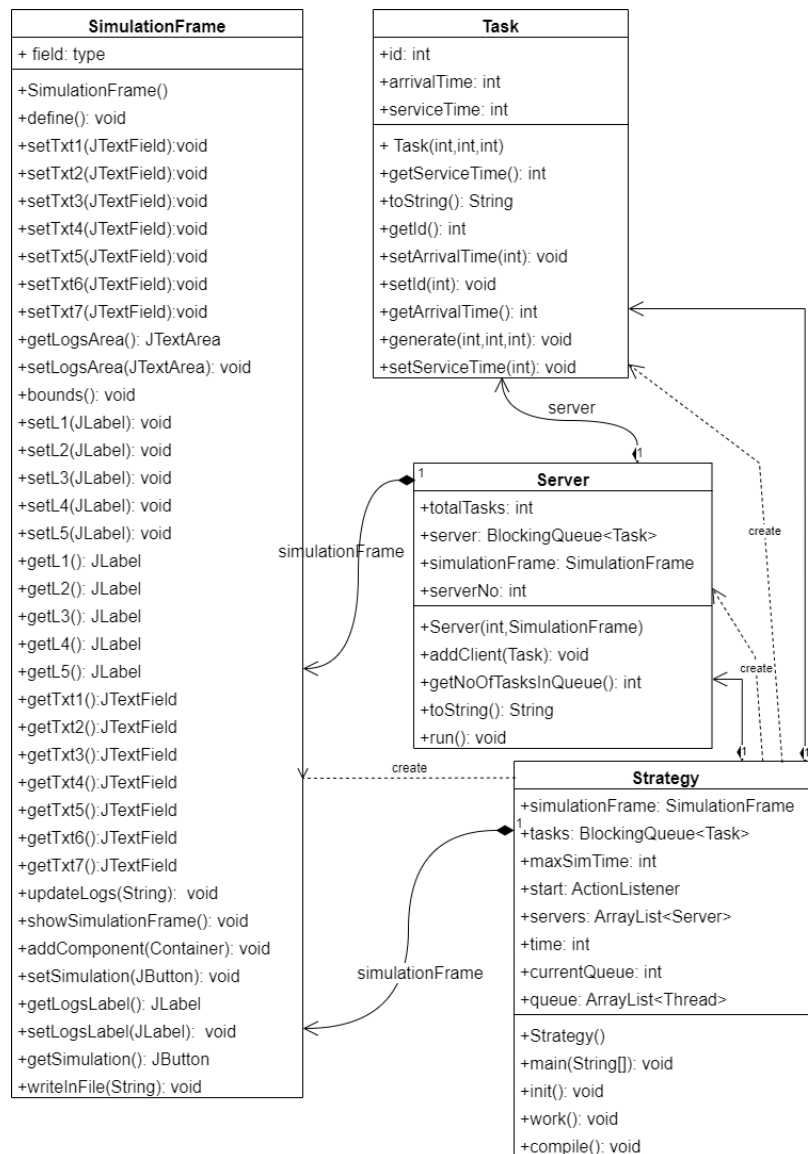 SimulationFrame
+ field: type
+SimulationFrame()
+define(): void
+setTxt1(JTextField):void
+setTxt2(JTextField):void
+setTxt3(JTextField):void
+setTxt4(JTextField):void
+setTxt5(JTextField):void
+setTxt6(JTextField):void
+setTxt7(JTextField):void
+getLogsArea(): JTextArea
+setLogsArea(JTextArea): void
+bounds(): void
+setL1(JLabel): void
+setL2(JLabel): void
+setL3(JLabel): void
+setL4(JLabel): void
+setL5(JLabel): void
+getL1(): JLabel
+getL2(): JLabel
+getL3(): JLabel
+getL4(): JLabel
+getL5(): JLabel
+getTxt1():JTextField
+getTxt2():JTextField
+getTxt3():JTextField
+getTxt4():JTextField
+getTxt5():JTextField
+getTxt6():JTextField
+getTxt7():JTextField
+updateLogs(String): void
+showSimulationFrame(): void
+addComponent(Container): void
+setSimulation(JButton): void
+getLogsLabel(): JLabel
+setLogsLabel(JLabel): void
+getSimulation(): JButton
+writeInFile(String): void
Task
+id: int
+arrivalTime: int
+serviceTime: int
+ Task(int,int,int)
+getServiceTime(): int
+toString(): String
+getId(): int
+setArrivalTime(int): void
+setId(int): void
+getArrivalTime(): int
+generate(int,int,int): void
+setServiceTime(int): void
server
1
1
simulationFrame
Server
+totalTasks: int
+server: BlockingQueue<Task>
+simulationFrame: SimulationFrame
+serverNo: int
+Server(int,SimulationFrame)
+addClient(Task): void
+getNoOfTasksInQueue(): int
+toString(): String
+run(): void
create
create
1
1
create
1
simulationFrame
Strategy
+simulationFrame: SimulationFrame
+tasks: BlockingQueue<Task>
+maxSimTime: int
+start: ActionListener
+servers: ArrayList<Server>
+time: int
+currentQueue: int
+queue: ArrayList<Thread>
+Strategy()
+main(String[]): void
+init(): void
+work(): void
+compile(): void